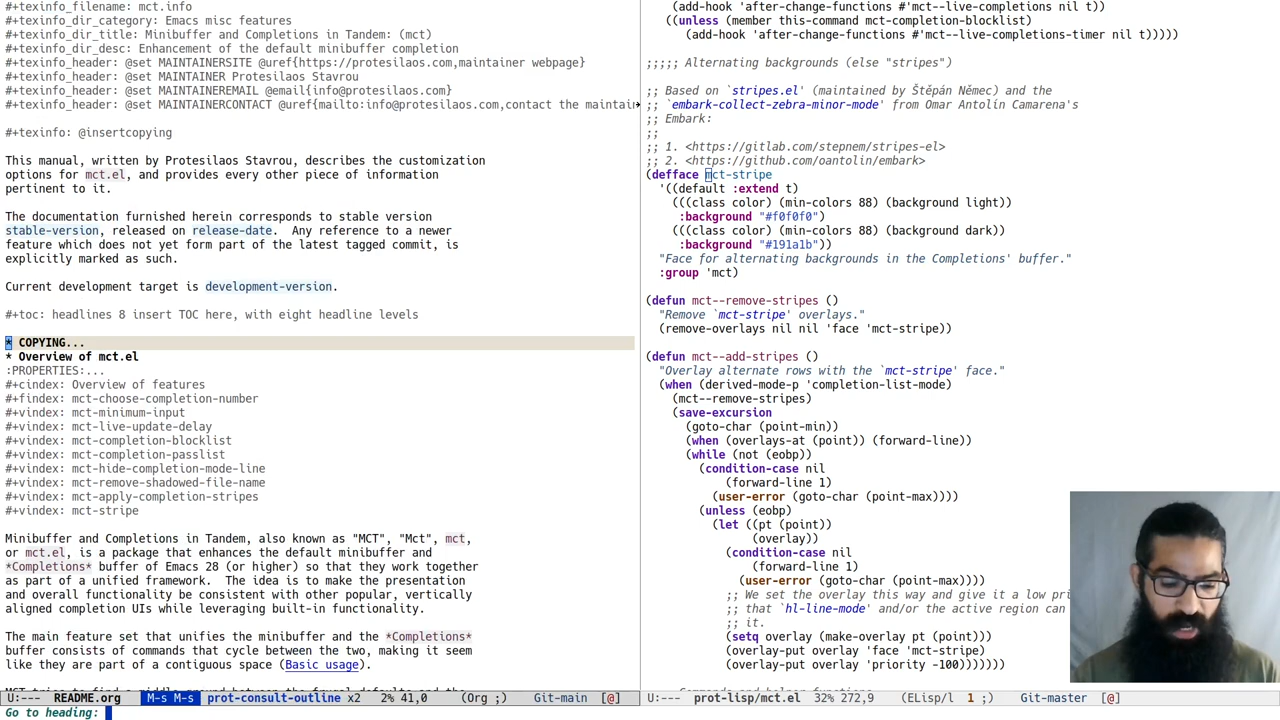 #+texinfo_filename: mct.info
#+texinfo_dir_category: Emacs misc features
#+texinfo_dir_title: Minibuffer and Completions in Tandem: (mct)
#+texinfo_dir_desc: Enhancement of the default minibuffer completion
#+texinfo_header: @set MAINTAINERSITE @uref{https://protesilaos.com,maintainer webpage}
#+texinfo_header: @set MAINTAINER Protesilaos Stavrou
#+texinfo_header: @set MAINTAINEREMAIL @email{info@protesilaos.com}
#+texinfo_header: @set MAINTAINERCONTACT @uref{mailto:info@protesilaos.com,contact the maintai
#+texinfo: @insertcopying
This manual, written by Protesilaos Stavrou, describes the customization
options for mct.el, and provides every other piece of information
pertinent to it.
The documentation furnished herein corresponds to stable version
stable-version, released on release-date.  Any reference to a newer
feature which does not yet form part of the latest tagged commit, is
explicitly marked as such.
Current development target is development-version.
#+toc: headlines 8 insert TOC here, with eight headline levels
* COPYING...
* Overview of mct.el
:PROPERTIES:...
#+cindex: Overview of features
#+findex: mct-choose-completion-number
#+vindex: mct-minimum-input
#+vindex: mct-live-update-delay
#+vindex: mct-completion-blocklist
#+vindex: mct-completion-passlist
#+vindex: mct-hide-completion-mode-line
#+vindex: mct-remove-shadowed-file-name
#+vindex: mct-apply-completion-stripes
#+vindex: mct-stripe
Minibuffer and Completions in Tandem, also known as "MCT", "Mct", mct,
or mct.el, is a package that enhances the default minibuffer and
*Completions* buffer of Emacs 28 (or higher) so that they work together
as part of a unified framework.  The idea is to make the presentation
and overall functionality be consistent with other popular, vertically
aligned completion UIs while leveraging built-in functionality.
The main feature set that unifies the minibuffer and the *Completions*
buffer consists of commands that cycle between the two, making it seem
like they are part of a contiguous space (Basic usage).
U:--- README.org M-s M-s prot-consult-outline x2 2% 41,0 (Org ;) Git-main [@]
Go to heading:
(add-hook 'after-change-functions #'mct--live-completions nil t))
((unless (member this-command mct-completion-blocklist)
(add-hook 'after-change-functions #'mct--live-completions-timer nil t)))))
;;;;; Alternating backgrounds (else "stripes")
;; Based on `stripes.el' (maintained by Štěpán Němec) and the
;; `embark-collect-zebra-minor-mode' from Omar Antolín Camarena's
;; Embark:
;;
;; 1. <https://gitlab.com/stepnem/stripes-el>
;; 2. <https://github.com/oantolin/embark>
(defface mct-stripe
'((default :extend t)
(((class color) (min-colors 88) (background light))
:background "#f0f0f0")
(((class color) (min-colors 88) (background dark))
:background "#191a1b"))
"Face for alternating backgrounds in the Completions' buffer."
:group 'mct)
(defun mct--remove-stripes ()
"Remove `mct-stripe' overlays."
(remove-overlays nil nil 'face 'mct-stripe))
(defun mct--add-stripes ()
"Overlay alternate rows with the `mct-stripe' face."
(when (derived-mode-p 'completion-list-mode)
(mct--remove-stripes)
(save-excursion
(goto-char (point-min))
(when (overlays-at (point)) (forward-line))
(while (not (eobp))
(condition-case nil
(forward-line 1)
(user-error (goto-char (point-max))))
(unless (eobp)
(let ((pt (point))
(overlay))
(condition-case nil
(forward-line 1)
(user-error (goto-char (point-max))))
;; We set the overlay this way and give it a low pri
;; that `hl-line-mode' and/or the active region can
;; it.
(setq overlay (make-overlay pt (point)))
(overlay-put overlay 'face 'mct-stripe)
(overlay-put overlay 'priority -100)))))))
U:--- prot-lisp/mct.el 32% 272,9 (ELisp/l 1 ;) Git-master [@]